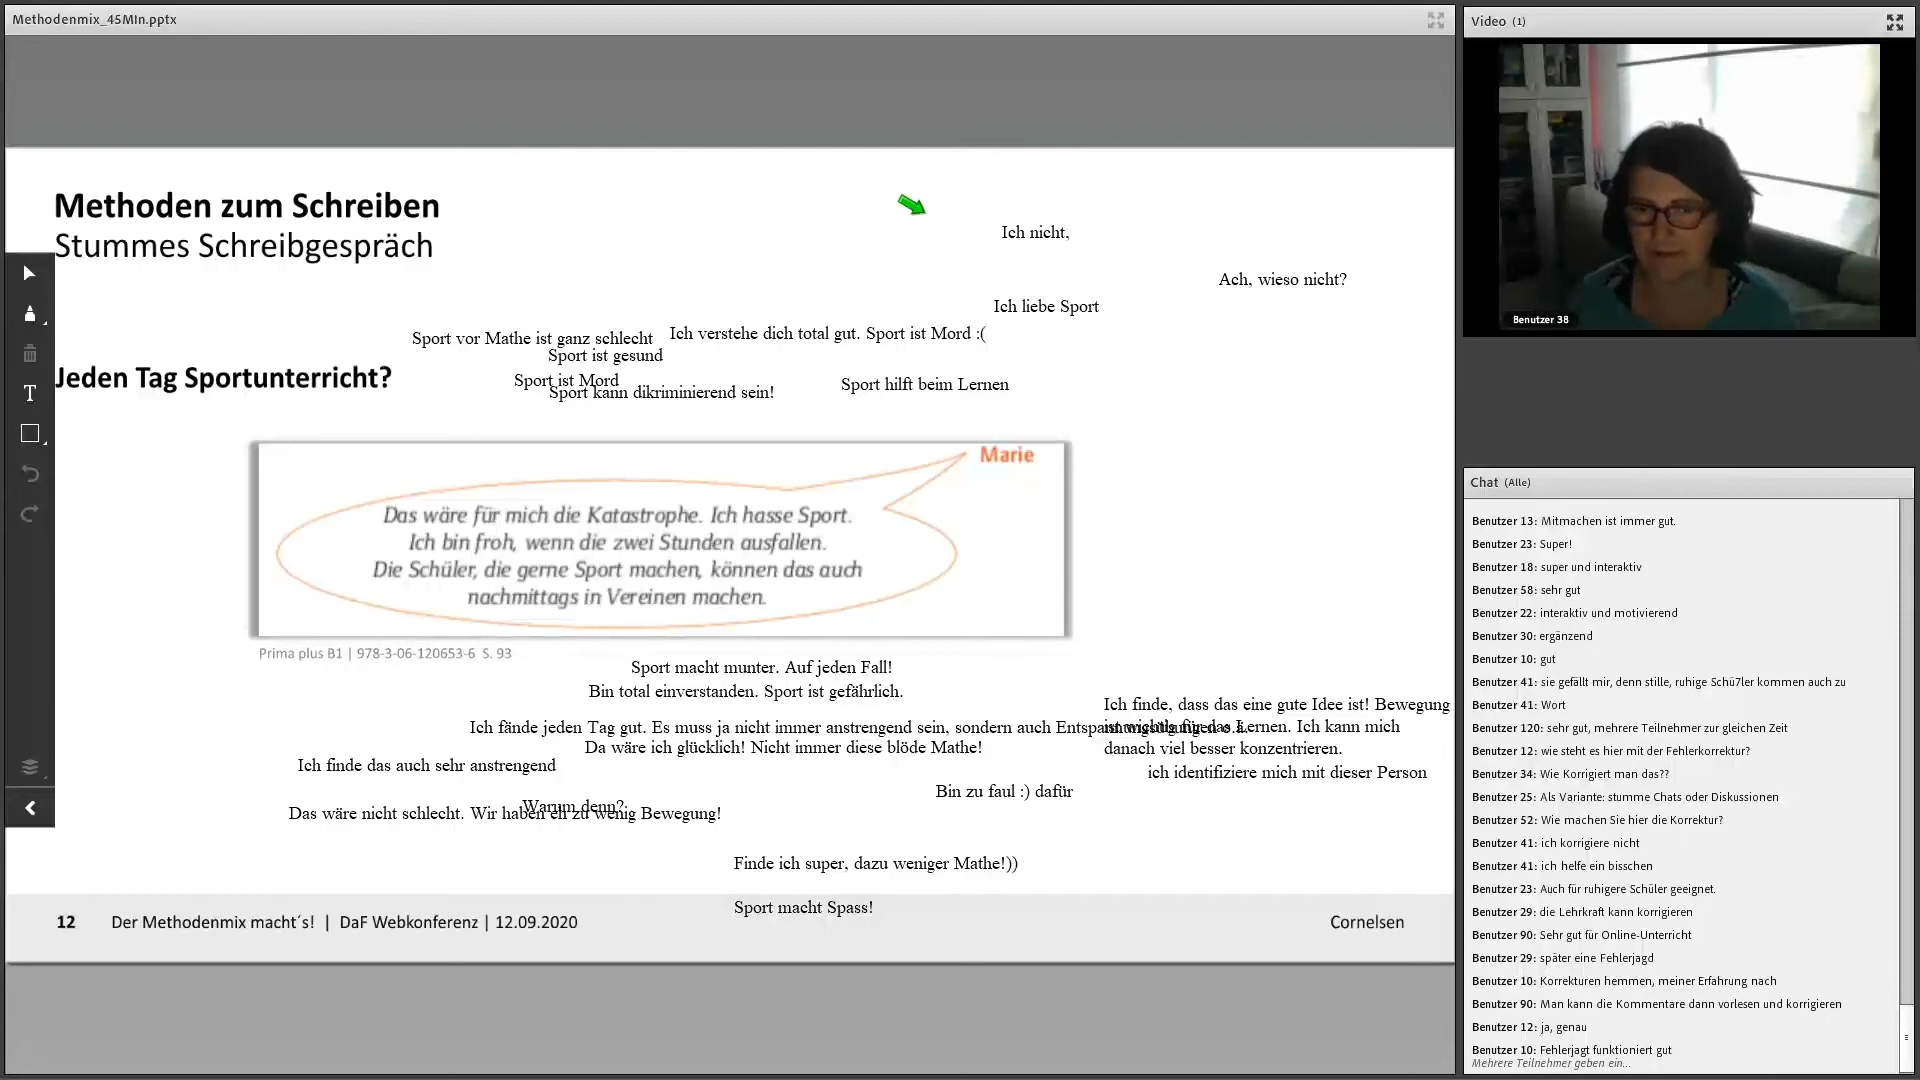 Methodenmix_45MIn.pptx
Methoden zum Schreiben
Stummes Schreibgespräch
Ich nicht,
Ach, wieso nicht?
Ich liebe Sport
Ich verstehe dich total gut. Sport ist Mord :(
Sport vor Mathe ist ganz schlecht
Sport ist gesund
Jeden Tag Sportunterricht?
Sport ist Mord
Sport kann dikriminierend sein!
Sport hilft beim Lernen
Marie
Das wäre für mich die Katastrophe. Ich hasse Sport.
Ich bin froh, wenn die zwei Stunden ausfallen.
Die Schüler, die gerne Sport machen, können das auch
nachmittags in Vereinen machen.
Prima plus B1 | 978-3-06-120653-6 S. 93
Sport macht munter. Auf jeden Fall!
Bin total einverstanden. Sport ist gefährlich.
Ich fände jeden Tag gut. Es muss ja nicht immer anstrengend sein, sondern auch Entspannungsübungen o.ä.
Ich finde, dass das eine gute Idee ist! Bewegung
ist wichtig für das Lernen. Ich kann mich
danach viel besser konzentrieren.
Da wäre ich glücklich! Nicht immer diese blöde Mathe!
Ich finde das auch sehr anstrengend
ich identifiziere mich mit dieser Person
Bin zu faul :) dafür
Warum denn?
Das wäre nicht schlecht. Wir haben eh zu wenig Bewegung!
Finde ich super, dazu weniger Mathe!))
Sport macht Spass!
12 Der Methodenmix macht´s! | DaF Webkonferenz | 12.09.2020
Cornelsen
Video (1)
Benutzer 38
Chat (Alle)
Benutzer 13: Mitmachen ist immer gut.
Benutzer 23: Super!
Benutzer 18: super und interaktiv
Benutzer 58: sehr gut
Benutzer 22: interaktiv und motivierend
Benutzer 30: ergänzend
Benutzer 10: gut
Benutzer 41: sie gefällt mir, denn stille, ruhige Schü7ler kommen auch zu
Benutzer 41: Wort
Benutzer 120: sehr gut, mehrere Teilnehmer zur gleichen Zeit
Benutzer 12: wie steht es hier mit der Fehlerkorrektur?
Benutzer 34: Wie Korrigiert man das??
Benutzer 25: Als Variante: stumme Chats oder Diskussionen
Benutzer 52: Wie machen Sie hier die Korrektur?
Benutzer 41: ich korrigiere nicht
Benutzer 41: ich helfe ein bisschen
Benutzer 23: Auch für ruhigere Schüler geeignet.
Benutzer 29: die Lehrkraft kann korrigieren
Benutzer 90: Sehr gut für Online-Unterricht
Benutzer 29: später eine Fehlerjagd
Benutzer 10: Korrekturen hemmen, meiner Erfahrung nach
Benutzer 90: Man kann die Kommentare dann vorlesen und korrigieren
Benutzer 12: ja, genau
Benutzer 10: Fehlerjagt funktioniert gut
Mehrere Teilnehmer geben ein...